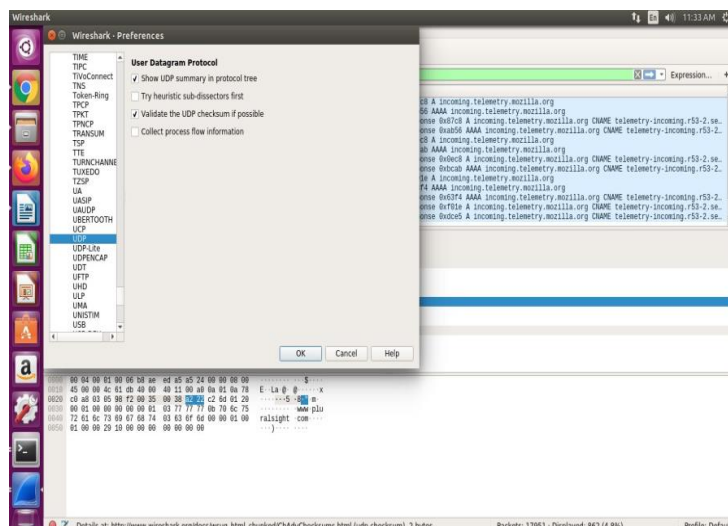 Wireshark
En
11:33 AM
Wireshark · Preferences
TIME
TIPC
TiVoConnect
TNS
Token-Ring
TPCP
TPKT
TPNCP
TRANSUM
TSP
TTE
TURNCHANNE
TUXEDO
TZSP
UA
UASIP
UAUDP
UBERTOOTH
UCP
UDP
UDP-Lite
UDPENCAP
UDT
UFTP
UHD
ULP
UMA
UNISTIM
USB
User Datagram Protocol
Show UDP summary in protocol tree
Try heuristic sub-dissectors first
Validate the UDP checksum if possible
Collect process flow information
OK
Cancel
Help
Expression...
+
c8 A incoming.telemetry.mozilla.org
56 AAAA incoming.telemetry.mozilla.org
onse 0x87c8 A incoming.telemetry.mozilla.org CNAME telemetry-incoming.r53-2.se…
onse 0xab56 AAAA incoming.telemetry.mozilla.org CNAME telemetry-incoming.r53-2…
c8 A incoming.telemetry.mozilla.org
ab AAAA incoming.telemetry.mozilla.org
onse 0x0ec8 A incoming.telemetry.mozilla.org CNAME telemetry-incoming.r53-2.se…
onse 0xbcab AAAA incoming.telemetry.mozilla.org CNAME telemetry-incoming.r53-2…
1e A incoming.telemetry.mozilla.org
f4 AAAA incoming.telemetry.mozilla.org
onse 0x63f4 AAAA incoming.telemetry.mozilla.org CNAME telemetry-incoming.r53-2…
onse 0xf01e A incoming.telemetry.mozilla.org CNAME telemetry-incoming.r53-2.se…
onse 0xdce5 A incoming.telemetry.mozilla.org CNAME telemetry-incoming.r53-2.se…
0000 00 04 00 01 00 06 b8 ae ed a5 a5 24 00 00 08 00
0010 45 00 00 4c 61 db 40 00 40 11 00 a0 0a 01 0a 78
0020 c0 a8 03 05 98 f2 00 35 00 38 c2 6d 01 20
0030 00 01 00 00 00 00 00 01 03 77 77 77 0b 70 6c 75 www plu
0040 72 61 6c 73 69 67 68 74 03 63 6f 6d 00 00 01 00 ralsight com
0050 01 00 00 29 10 00 00 00 00 00 00 00
Packets: 17951 · Displayed: 862 (4.8%)